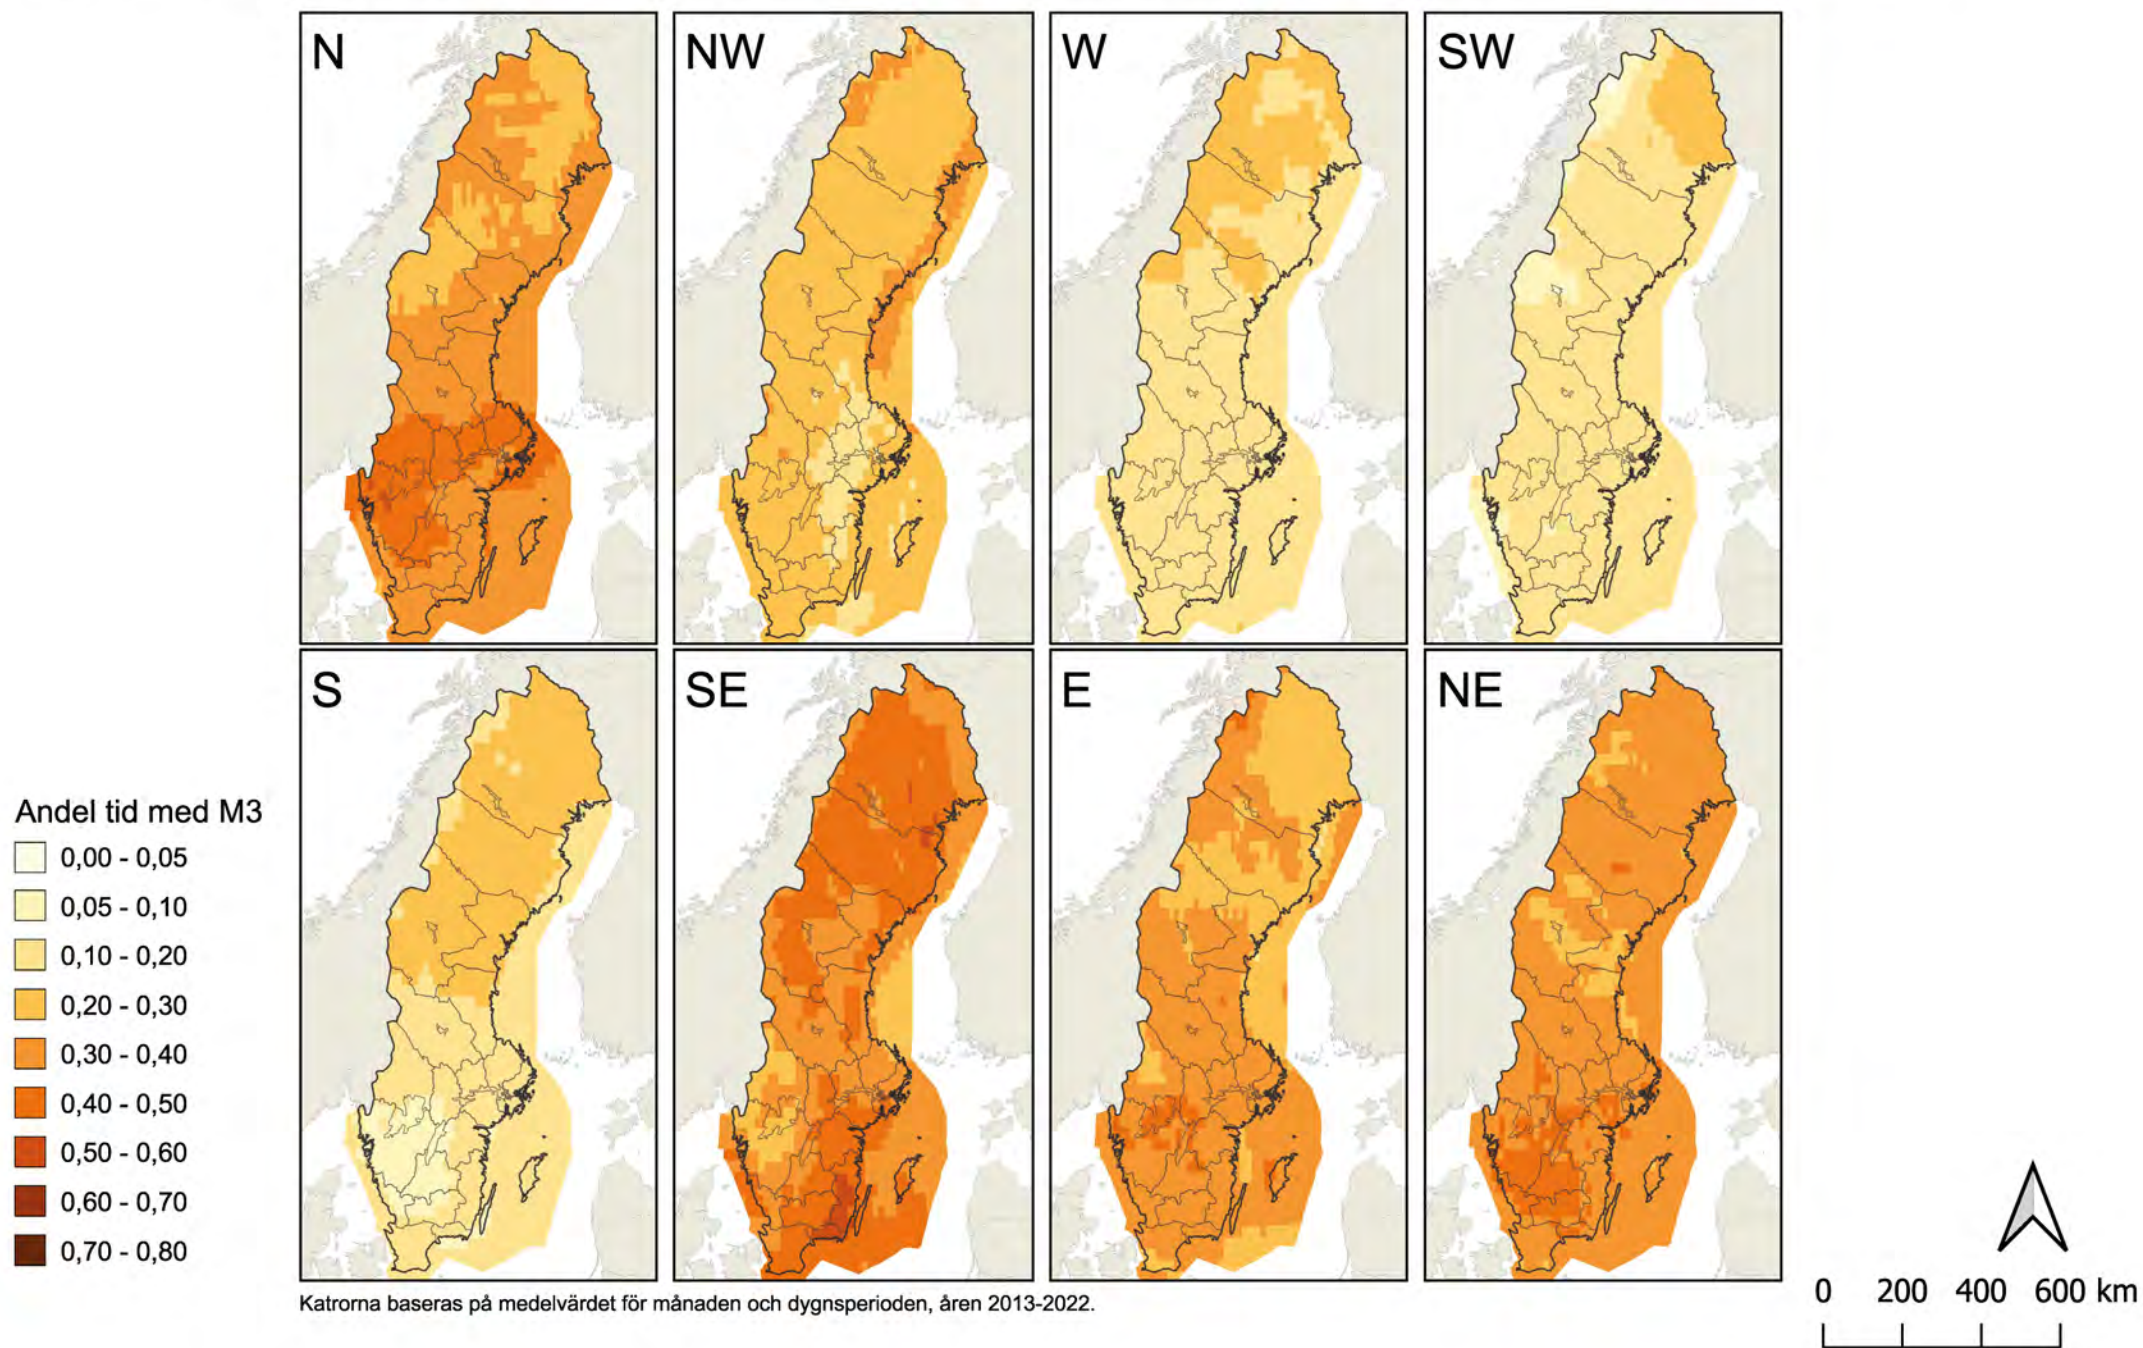 N
NW
W
SW
S
SE
E
NE
Andel tid med M3
0,00 - 0,05
0,05 - 0,10
0,10 - 0,20
0,20 - 0,30
0,30 - 0,40
0,40 - 0,50
0,50 - 0,60
0,60 - 0,70
0,70 - 0,80
Katrorna baseras på medelvärdet för månaden och dygnsperioden, åren 2013-2022.
0 200 400 600 km